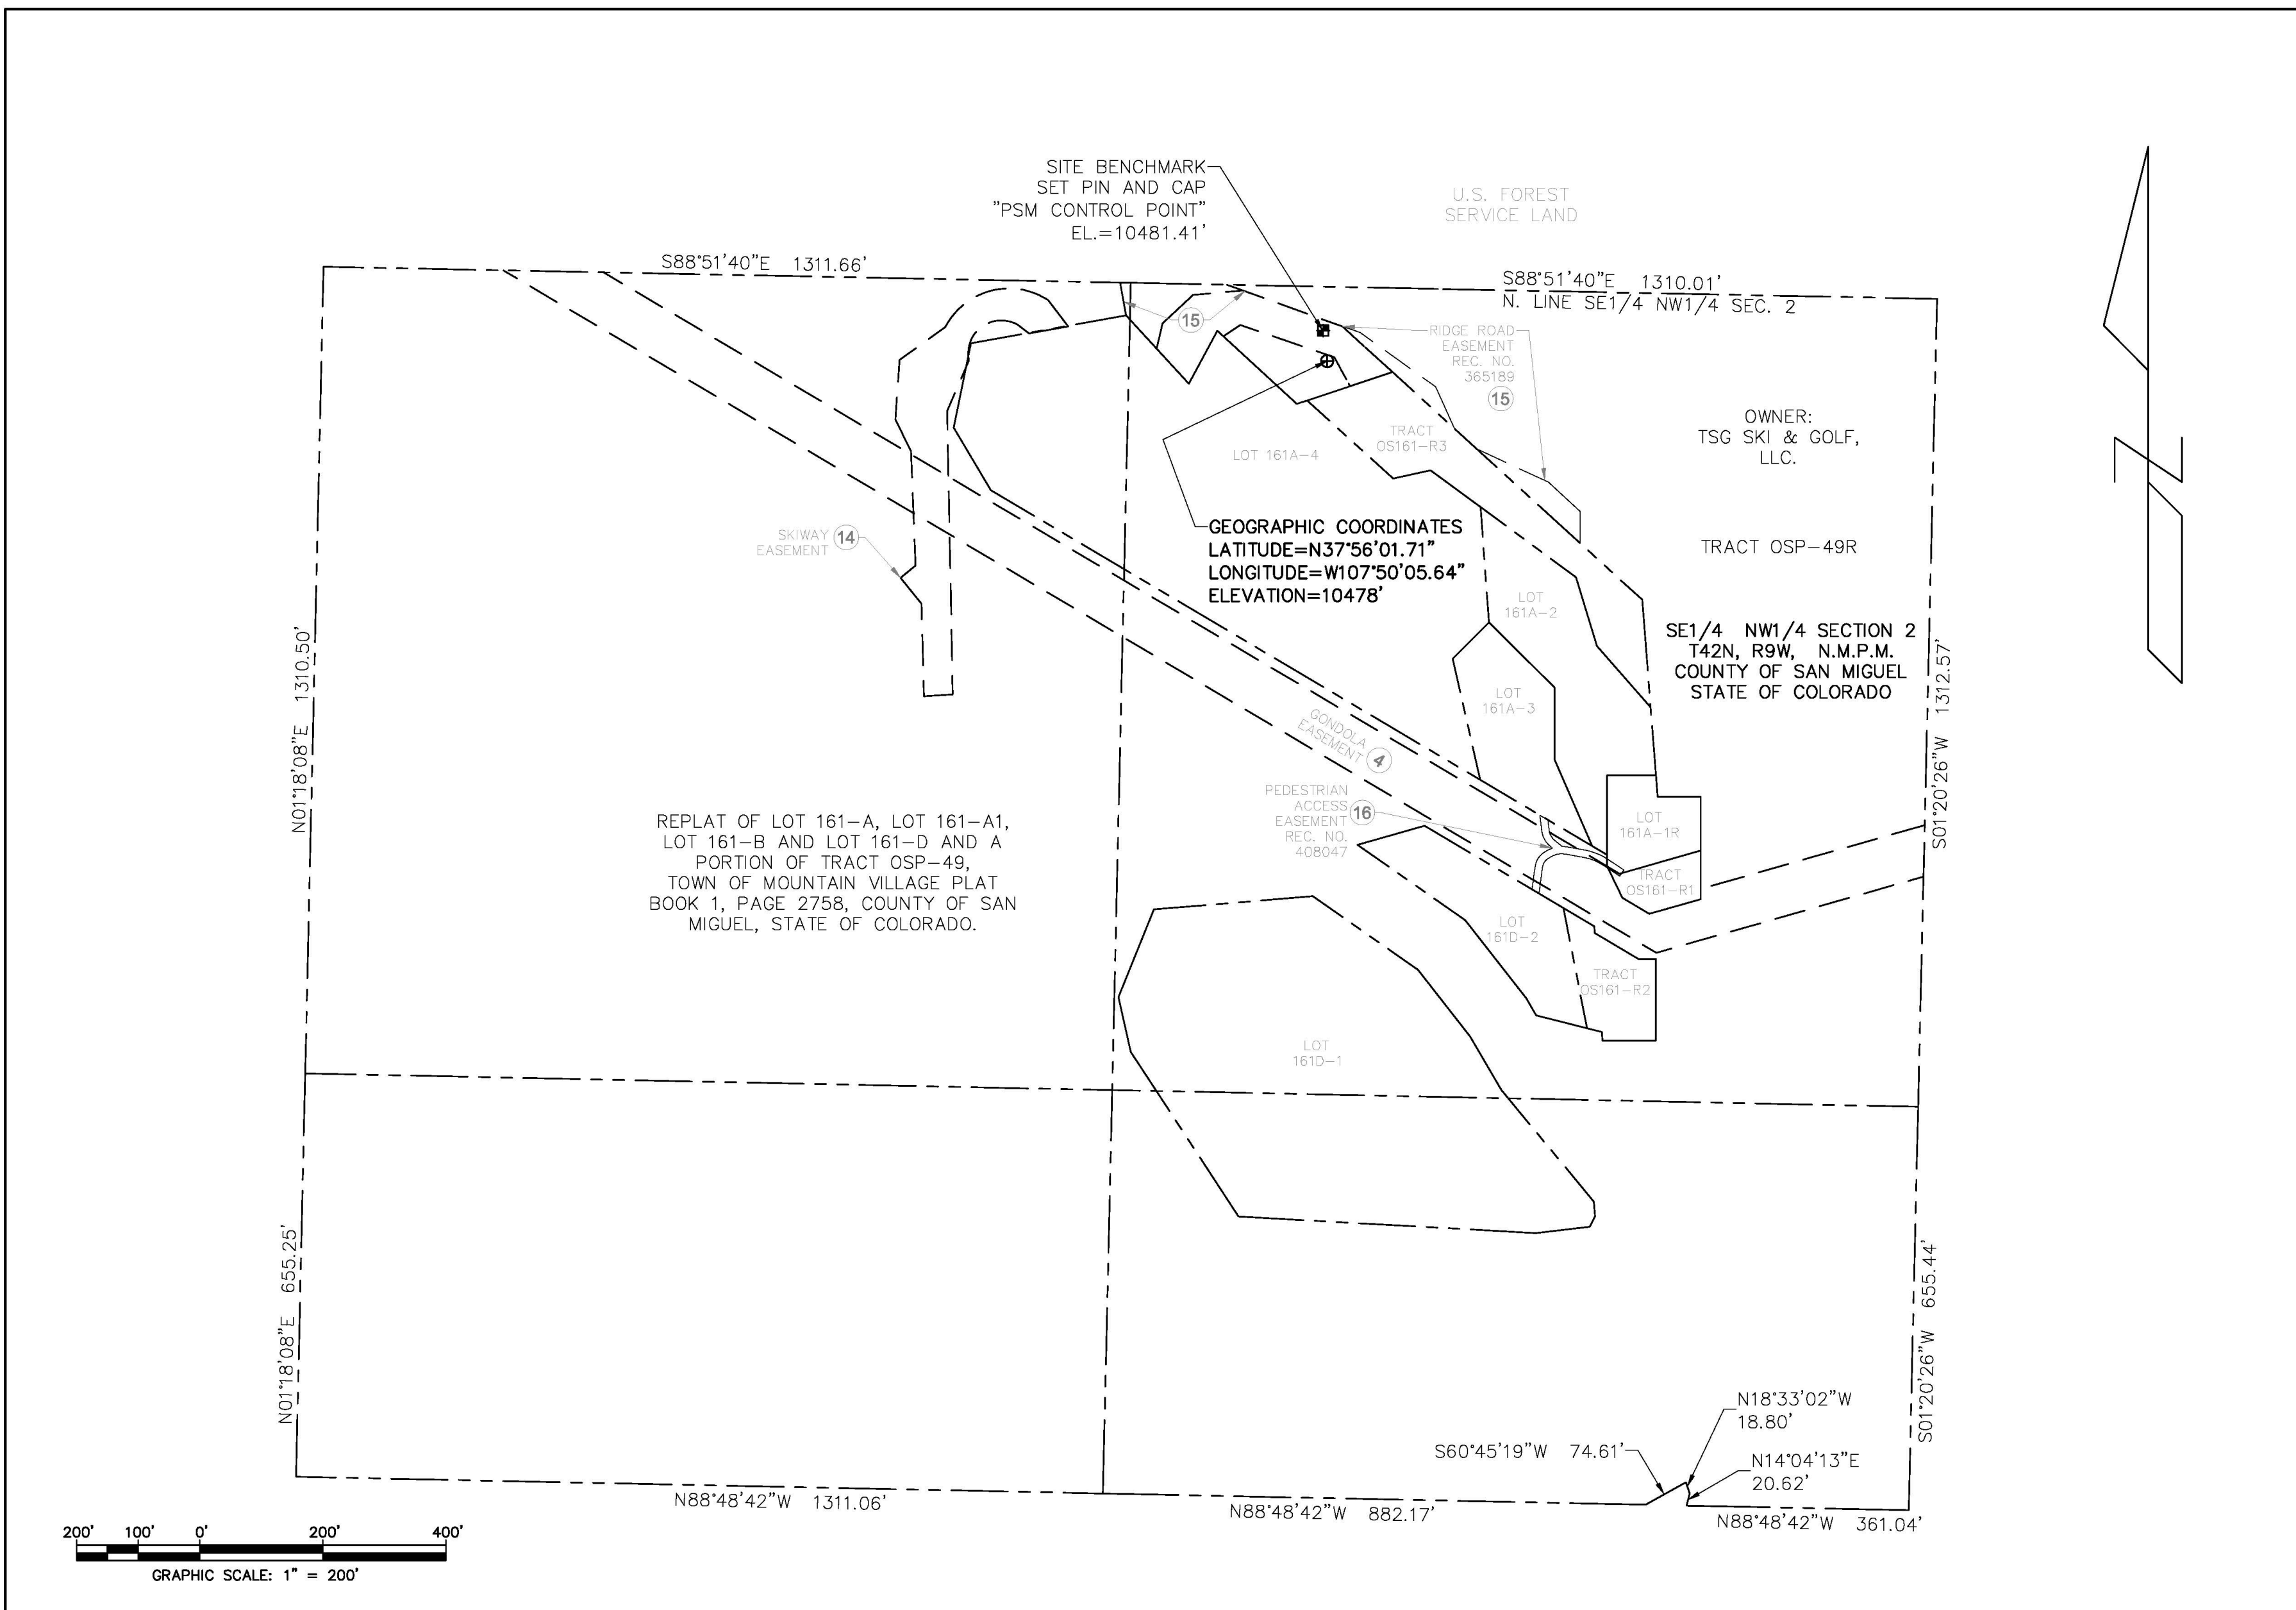 SITE BENCHMARK
SET PIN AND CAP
"PSM CONTROL POINT"
EL.=10481.41'
U.S. FOREST
SERVICE LAND
S88°51'40"E 1311.66'
S88°51'40"E 1310.01'
N. LINE SE1/4 NW1/4 SEC. 2
15
RIDGE ROAD
EASEMENT
REC. NO.
365189
15
OWNER:
TSG SKI & GOLF,
LLC.
TRACT
OS161-R3
LOT 161A-4
SKIWAY
EASEMENT
14
GEOGRAPHIC COORDINATES
LATITUDE=N37°56'01.71"
LONGITUDE=W107°50'05.64"
ELEVATION=10478'
TRACT OSP-49R
LOT
161A-2
SE1/4 NW1/4 SECTION 2
T42N, R9W, N.M.P.M.
COUNTY OF SAN MIGUEL
STATE OF COLORADO
N01°18'08"E 1310.50'
S01°20'26"W 1312.57'
LOT
161A-3
GONDOLA
EASEMENT
4
PEDESTRIAN
ACCESS
EASEMENT
REC. NO.
408047
16
REPLAT OF LOT 161-A, LOT 161-A1,
LOT 161-B AND LOT 161-D AND A
PORTION OF TRACT OSP-49,
TOWN OF MOUNTAIN VILLAGE PLAT
BOOK 1, PAGE 2758, COUNTY OF SAN
MIGUEL, STATE OF COLORADO.
LOT
161A-1R
TRACT
OS161-R1
LOT
161D-2
TRACT
OS161-R2
LOT
161D-1
N01°18'08"E 655.25'
S01°20'26"W 655.44'
N18°33'02"W
18.80'
S60°45'19"W 74.61'
N14°04'13"E
20.62'
N88°48'42"W 1311.06'
N88°48'42"W 882.17'
N88°48'42"W 361.04'
200' 100' 0' 200' 400'
GRAPHIC SCALE: 1" = 200'
N